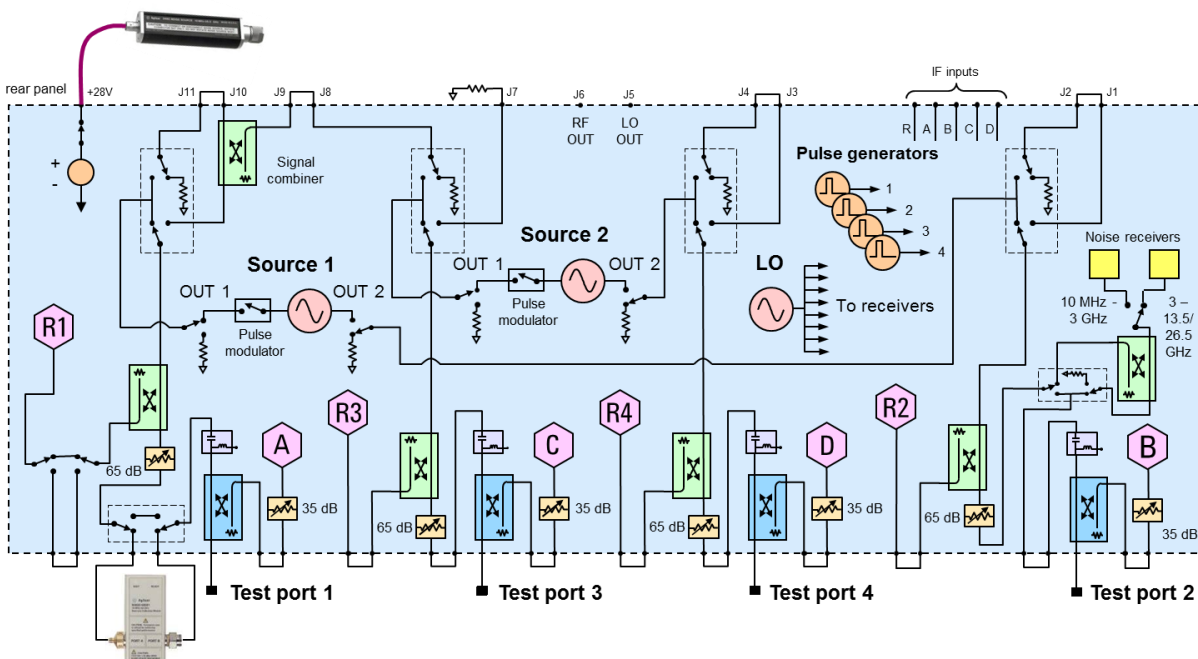 rear panel
+28V
J11
J10
J9
J8
J7
J6
J5
J4
J3
IF inputs
J2
J1
RF
OUT
LO
OUT
R
A
B
C
D
+
-
Signal
combiner
Pulse generators
1
2
3
4
Source 1
OUT 1
OUT 2
Pulse
modulator
Source 2
OUT 1
OUT 2
Pulse
modulator
LO
To receivers
Noise receivers
10 MHz -
3 GHz
3 –
13.5/
26.5
GHz
R1
R3
R4
R2
A
C
D
B
65 dB
35 dB
65 dB
35 dB
65 dB
35 dB
65 dB
35 dB
Test port 1
Test port 3
Test port 4
Test port 2
Agilent
PORT A
PORT B